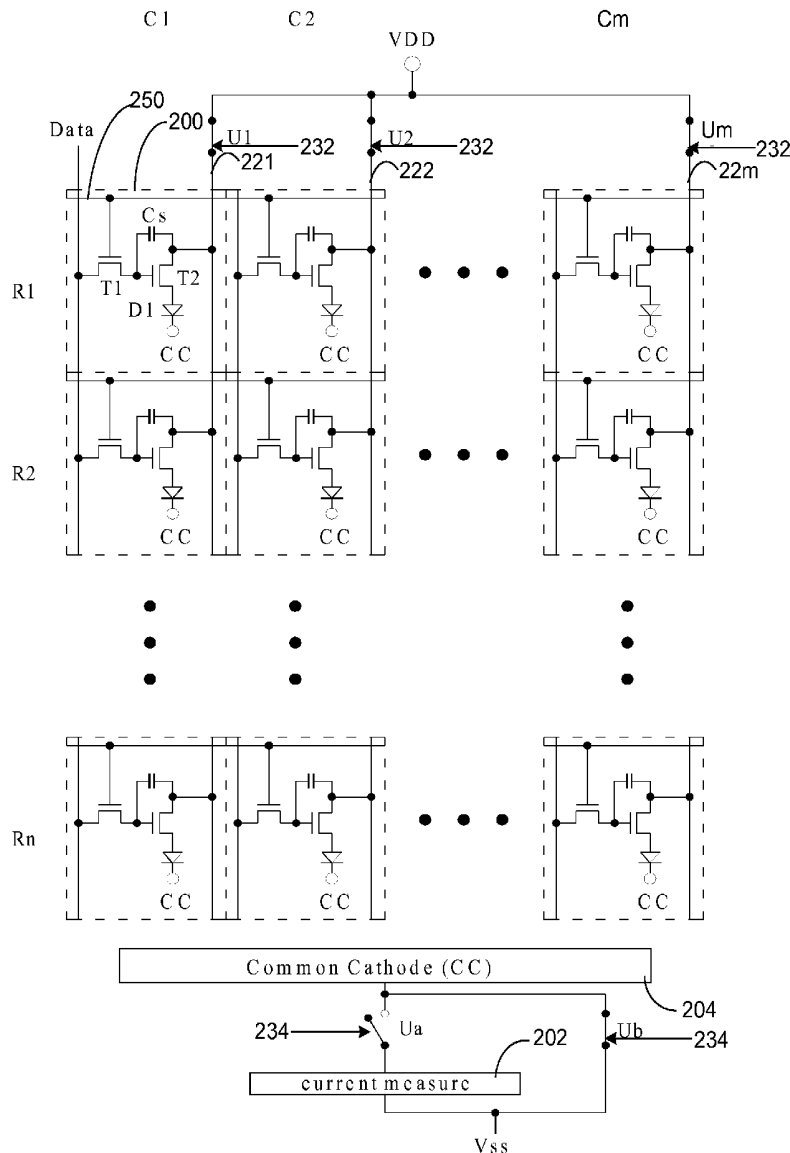 C1 C2 Cm
VDD
250 200
Data U1 232 U2 232 Um 232
221 222 22m
Cs
T1 T2
R1 D1
CC CC CC
R2
CC CC CC
Rn
CC CC CC
Common Cathode (CC)
204
234 Ua 202 Ub 234
current measure
Vss